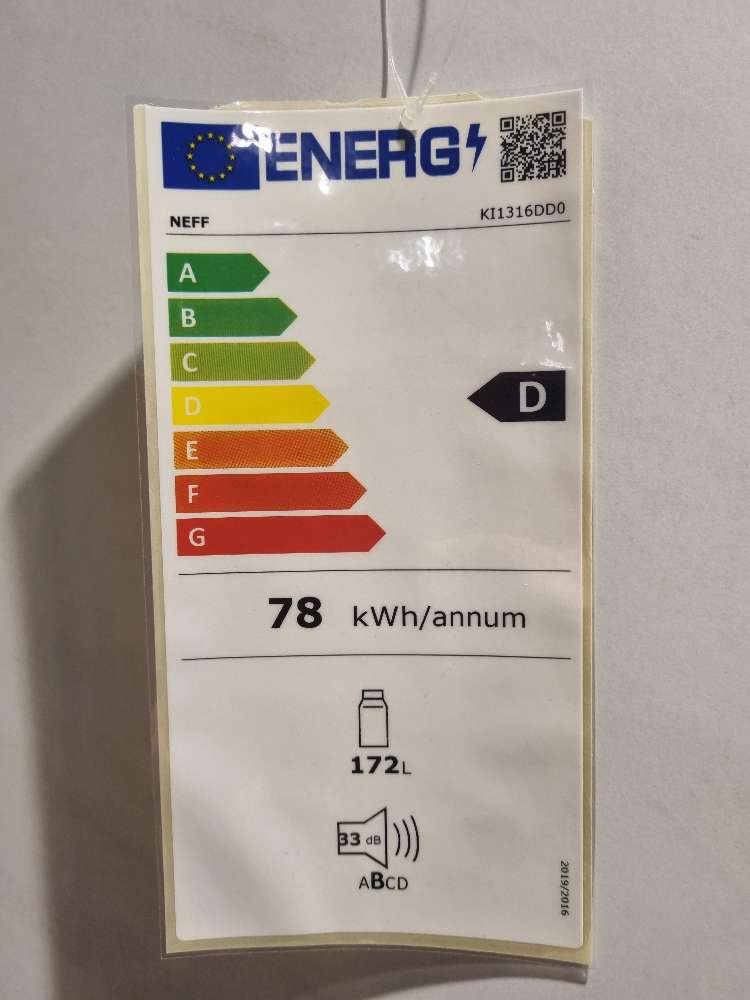 ENERG
NEFF
KI1316DD0
A
B
C
D
D
E
F
G
78 kWh/annum
172L
33 dB
ABCD
2019/2016